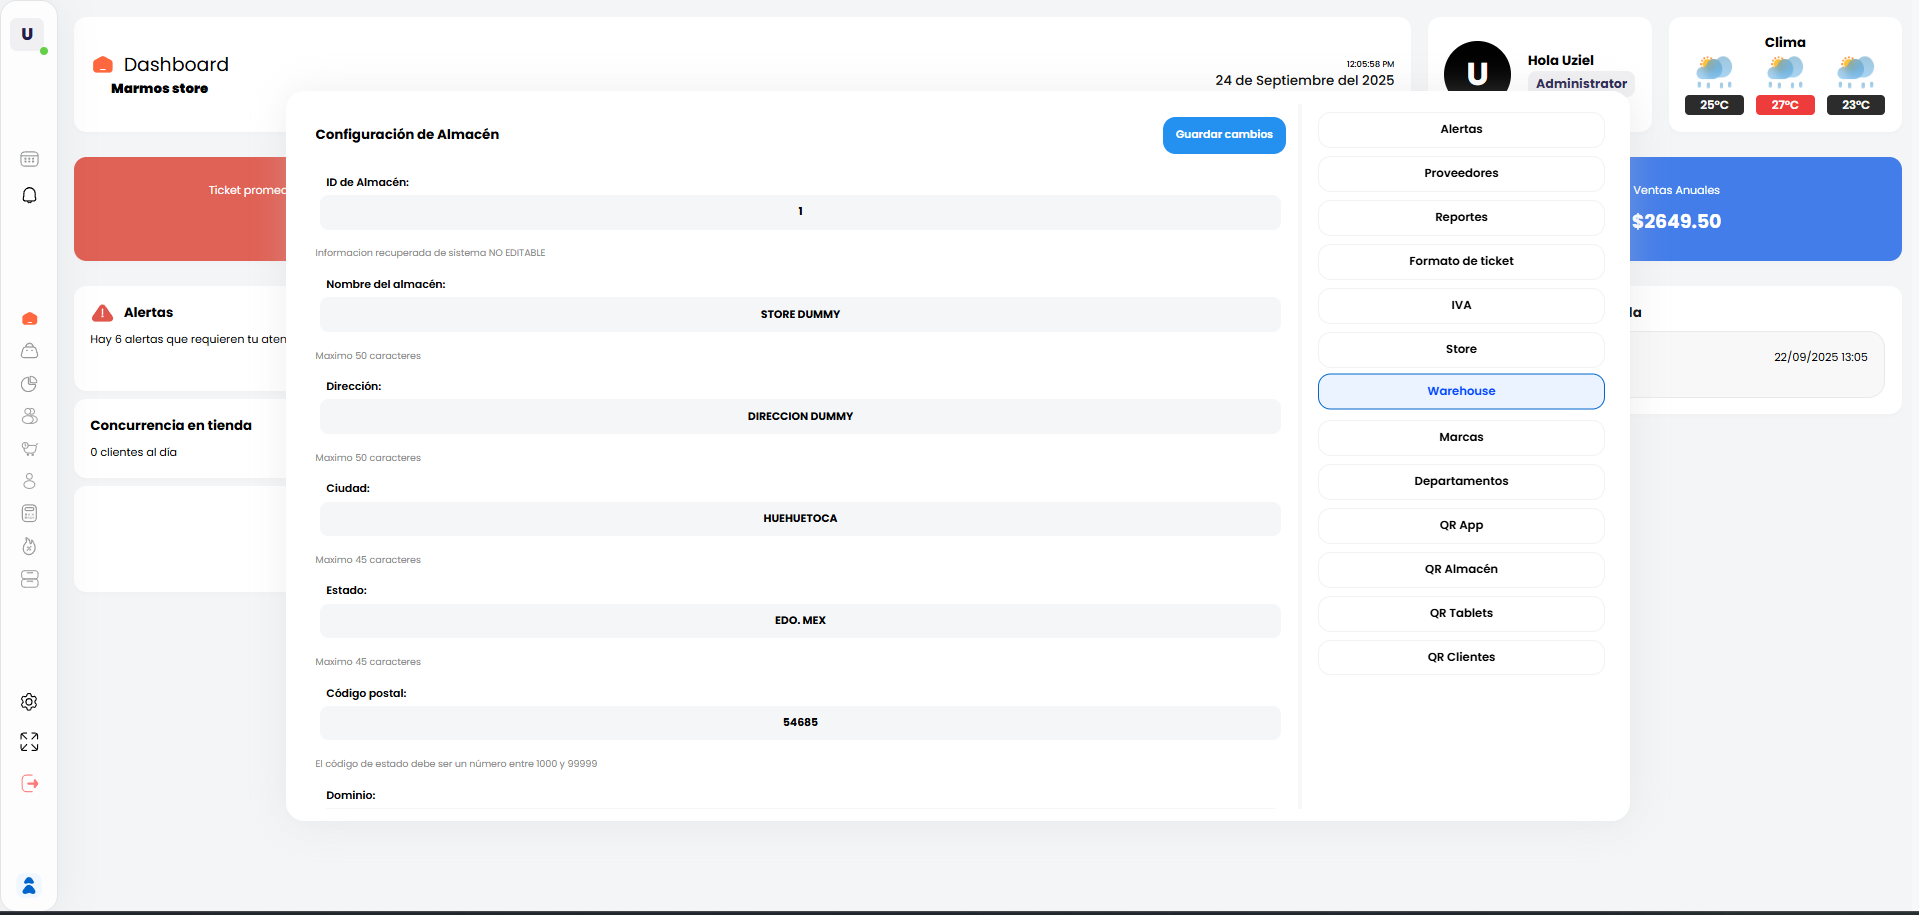 U
Dashboard
Marmos store
12:05:58 PM
24 de Septiembre del 2025
U
Hola Uziel
Administrator
Clima
25°C
27°C
23°C
Ticket promec
Ventas Anuales
$2649.50
Alertas
Hay 6 alertas que requieren tu aten
Concurrencia en tienda
0 clientes al día
la
22/09/2025 13:05
Configuración de Almacén
Guardar cambios
ID de Almacén:
1
Informacion recuperada de sistema NO EDITABLE
Nombre del almacén:
STORE DUMMY
Maximo 50 caracteres
Dirección:
DIRECCION DUMMY
Maximo 50 caracteres
Ciudad:
HUEHUETOCA
Maximo 45 caracteres
Estado:
EDO. MEX
Maximo 45 caracteres
Código postal:
54685
El código de estado debe ser un número entre 1000 y 99999
Dominio:
Alertas
Proveedores
Reportes
Formato de ticket
IVA
Store
Warehouse
Marcas
Departamentos
QR App
QR Almacén
QR Tablets
QR Clientes